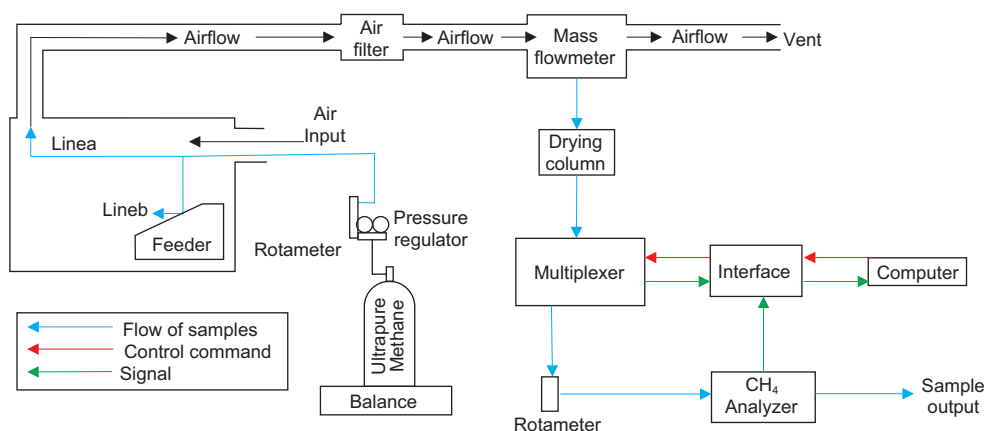 Airflow
Air
filter
Airflow
Mass
flowmeter
Airflow
Vent
Air
Input
Linea
Drying
column
Lineb
Feeder
Rotameter
Pressure
regulator
Multiplexer
Interface
Computer
Flow of samples
Control command
Signal
Ultrapure
Methane
Balance
Rotameter
CH₄
Analyzer
Sample
output